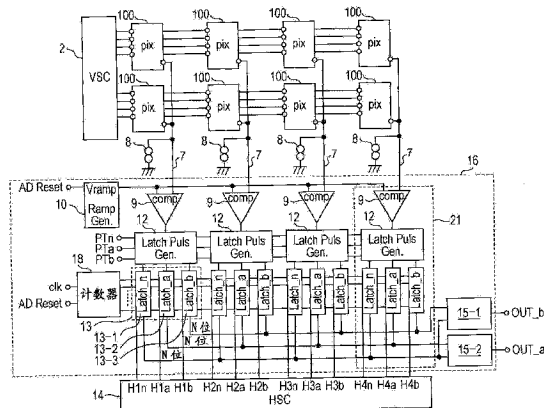 100 100 100 100
2
VSC pix pix pix pix
100 100 100 100
pix pix pix pix
8 8 8 8
7 7 7 7
16
AD Reset Vramp
10 Ramp Gen.
comp comp comp comp
9 9 9 9
21
12 12 12 12
PTn
PTa
PTb
Latch Puls Gen. Latch Puls Gen. Latch Puls Gen. Latch Puls Gen.
18
clk
AD Reset
计数器
Latch_n Latch_a Latch_b Latch_n Latch_a Latch_b Latch_n Latch_a Latch_b Latch_n Latch_a Latch_b
13
13-1
13-2
13-3
N 位
N 位
N 位
15-1 OUT_b
15-2 OUT_a
H1n H1a H1b H2n H2a H2b H3n H3a H3b H4n H4a H4b
14 HSC